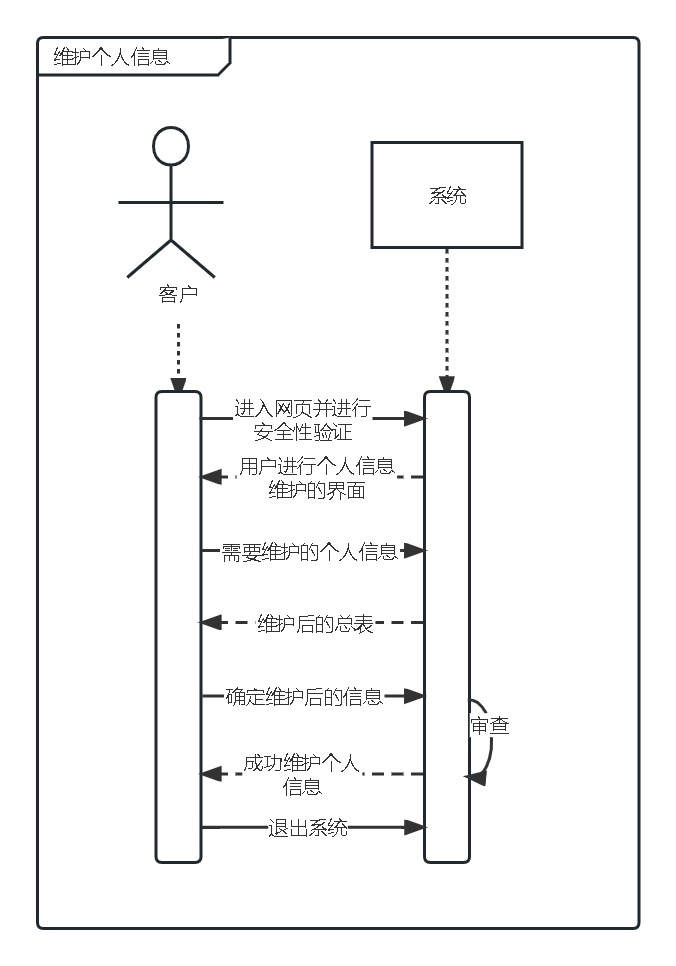 维护个人信息
系统
客户
进入网页并进行
安全性验证
用户进行个人信息
维护的界面
需要维护的个人信息
维护后的总表
确定维护后的信息
审查
成功维护个人
信息
退出系统